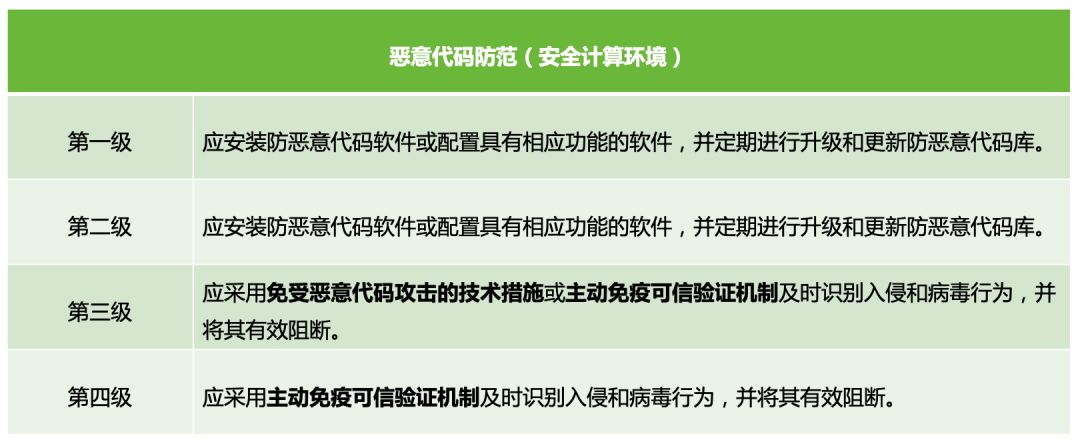 恶意代码防范（安全计算环境）
第一级
应安装防恶意代码软件或配置具有相应功能的软件，并定期进行升级和更新防恶意代码库。
第二级
应安装防恶意代码软件或配置具有相应功能的软件，并定期进行升级和更新防恶意代码库。
第三级
应采用免受恶意代码攻击的技术措施或主动免疫可信验证机制及时识别入侵和病毒行为，并
将其有效阻断。
第四级
应采用主动免疫可信验证机制及时识别入侵和病毒行为，并将其有效阻断。